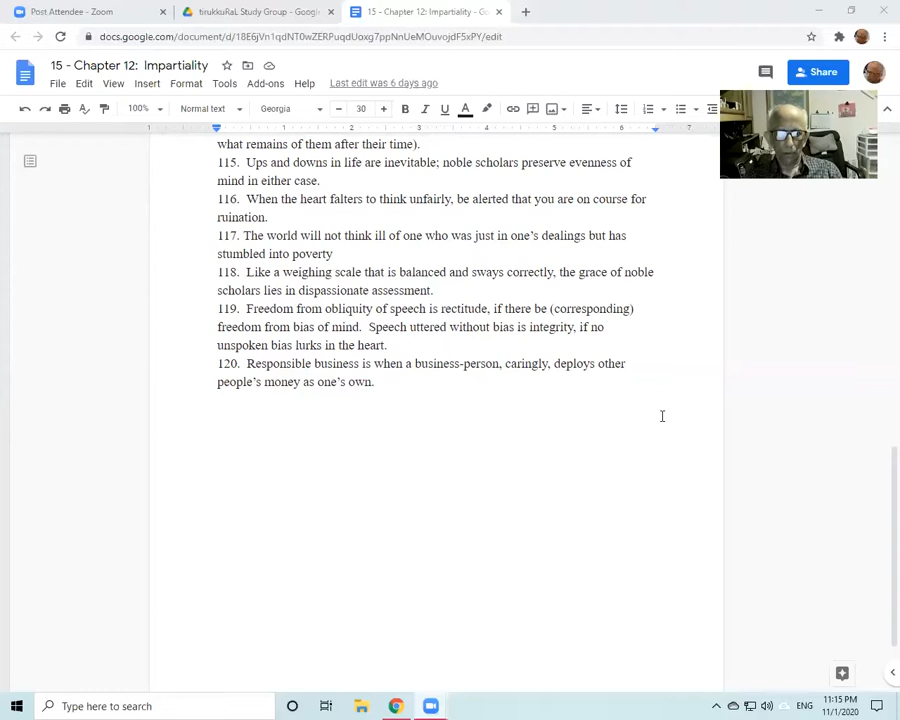 Post Attendee - Zoom
tirukkuRaL Study Group - Google
15 - Chapter 12: Impartiality - Go
docs.google.com/document/d/18E6jVn1qdNT0wZERPuqdUoxg7ppNnUeMOuvojdF5xPY/edit
15 - Chapter 12: Impartiality
File Edit View Insert Format Tools Add-ons Help Last edit was 6 days ago
Share
100% Normal text Georgia 30 B I U A
1 1 2 3 4 5 6 7
what remains of them after their time).
115. Ups and downs in life are inevitable; noble scholars preserve evenness of
mind in either case.
116. When the heart falters to think unfairly, be alerted that you are on course for
ruination.
117. The world will not think ill of one who was just in one’s dealings but has
stumbled into poverty
118. Like a weighing scale that is balanced and sways correctly, the grace of noble
scholars lies in dispassionate assessment.
119. Freedom from obliquity of speech is rectitude, if there be (corresponding)
freedom from bias of mind. Speech uttered without bias is integrity, if no
unspoken bias lurks in the heart.
120. Responsible business is when a business-person, caringly, deploys other
people’s money as one’s own.
Type here to search
ENG
11:15 PM
11/1/2020